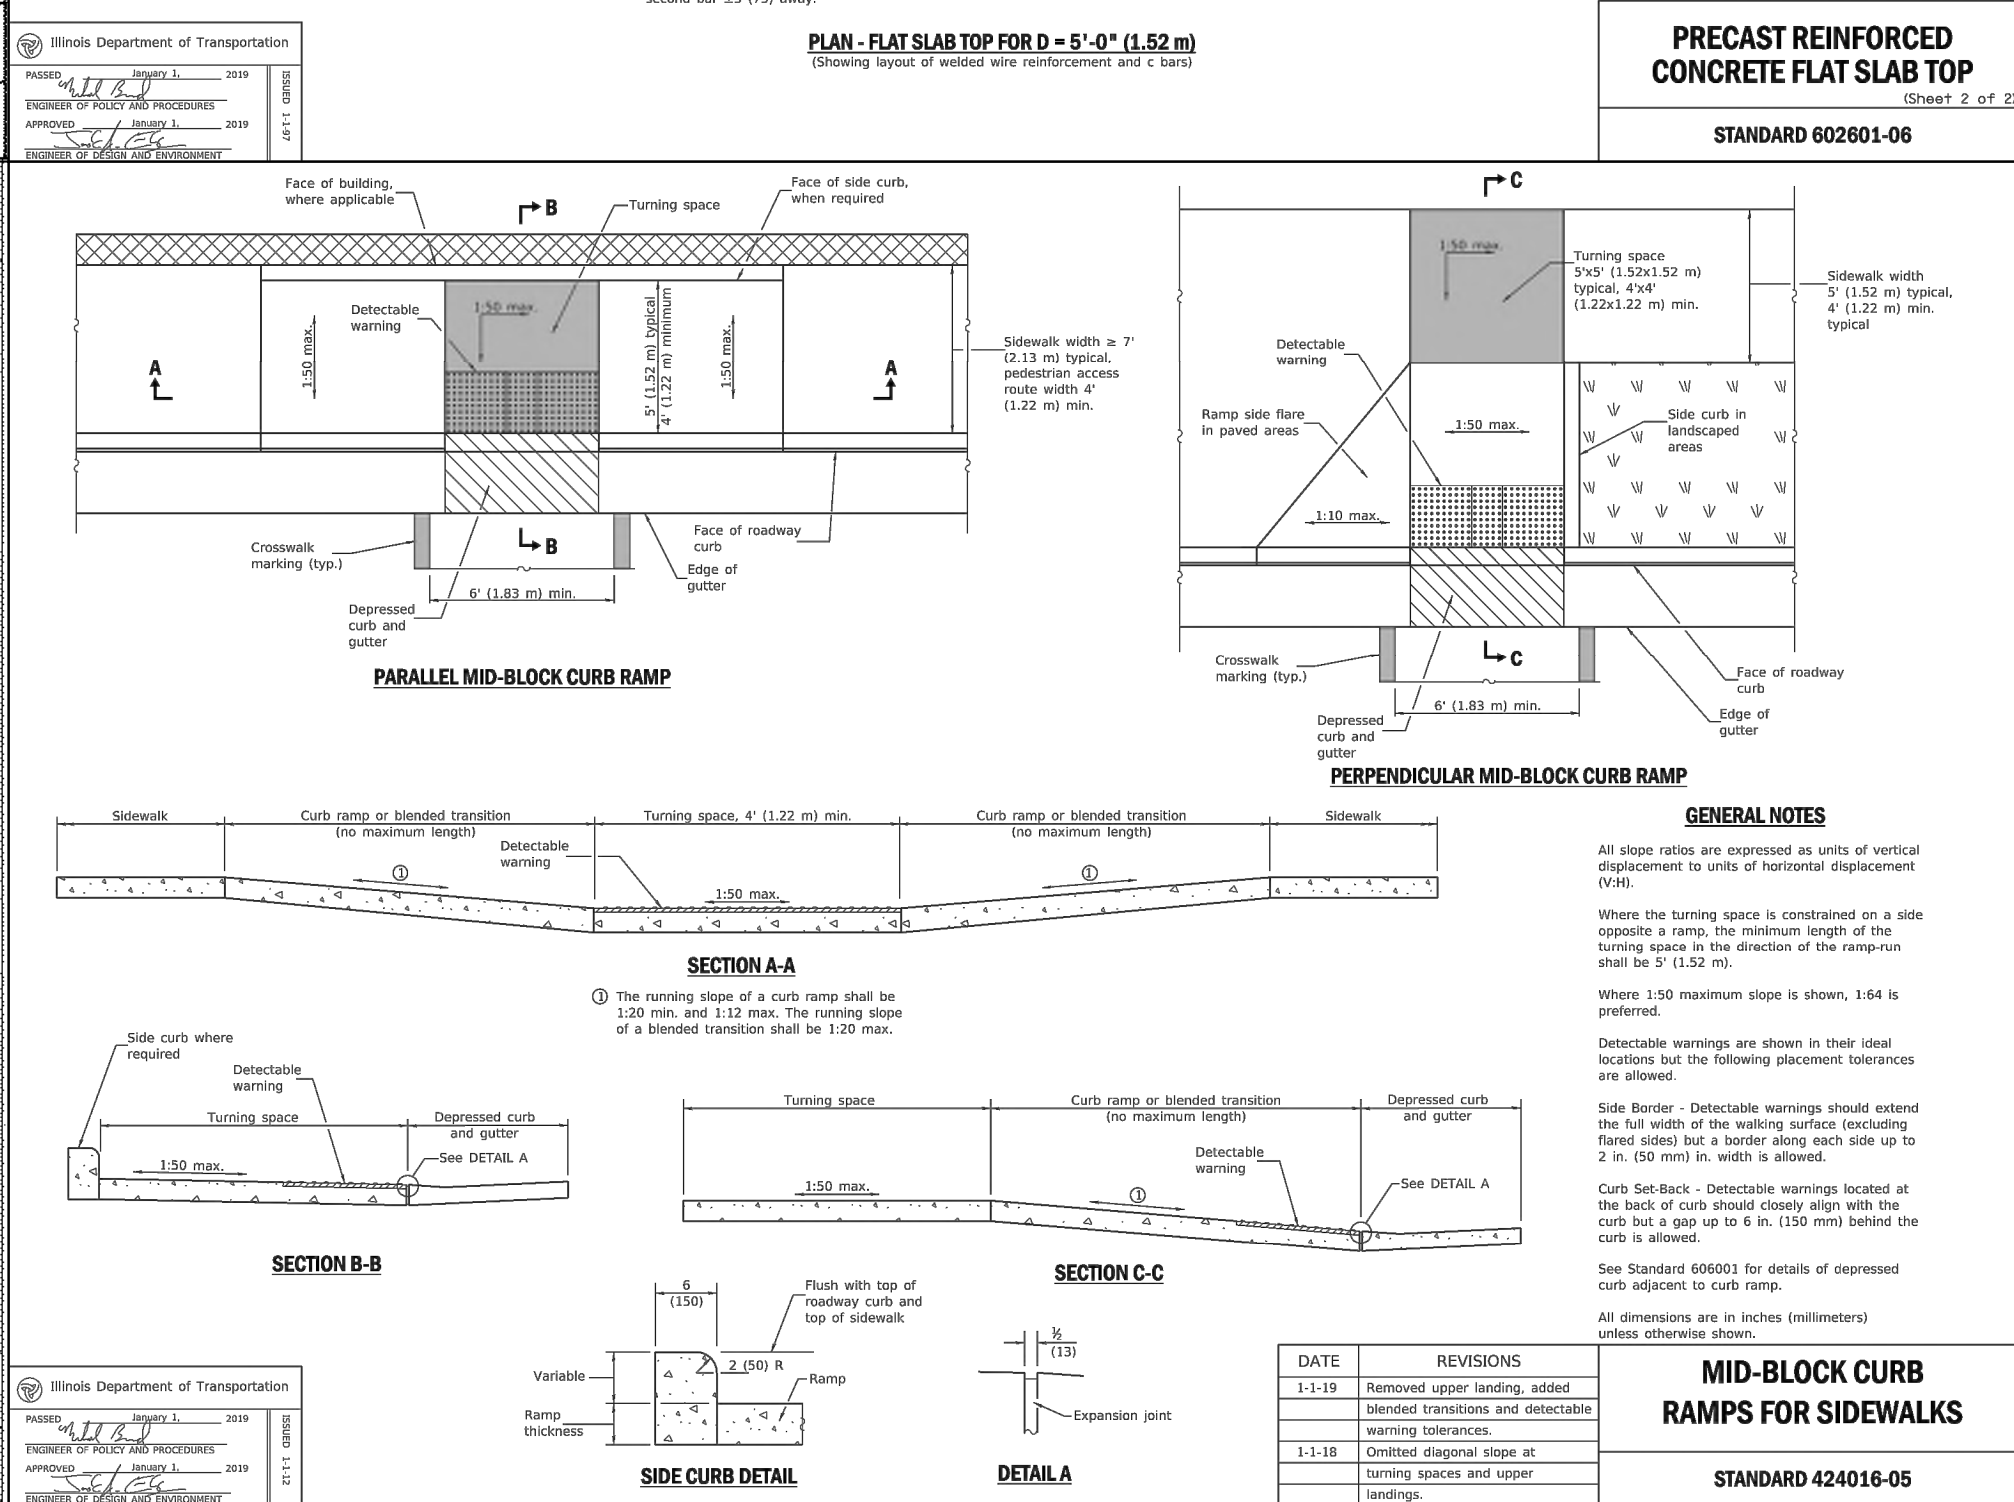 second bar ±3 (75) away.
Illinois Department of Transportation
PASSED January 1, 2019
ENGINEER OF POLICY AND PROCEDURES
APPROVED January 1, 2019
ENGINEER OF DESIGN AND ENVIRONMENT
ISSUED 1-1-97
PLAN - FLAT SLAB TOP FOR D = 5'-0" (1.52 m)
(Showing layout of welded wire reinforcement and c bars)
PRECAST REINFORCED
CONCRETE FLAT SLAB TOP
(Sheet 2 of 2)
STANDARD 602601-06
Face of building,
where applicable
B
Turning space
Face of side curb,
when required
Detectable
warning
1:50 max.
1:50 max.
5' (1.52 m) typical
4' (1.22 m) minimum
1:50 max.
A
A
Sidewalk width ≥ 7'
(2.13 m) typical,
pedestrian access
route width 4'
(1.22 m) min.
Crosswalk
marking (typ.)
B
Face of roadway
curb
Edge of
gutter
6' (1.83 m) min.
Depressed
curb and
gutter
PARALLEL MID-BLOCK CURB RAMP
C
1:50 max.
Turning space
5'x5' (1.52x1.52 m)
typical, 4'x4'
(1.22x1.22 m) min.
Sidewalk width
5' (1.52 m) typical,
4' (1.22 m) min.
typical
Detectable
warning
Ramp side flare
in paved areas
1:50 max.
Side curb in
landscaped
areas
1:10 max.
Crosswalk
marking (typ.)
C
Face of roadway
curb
6' (1.83 m) min.
Edge of
gutter
Depressed
curb and
gutter
PERPENDICULAR MID-BLOCK CURB RAMP
Sidewalk
Curb ramp or blended transition
(no maximum length)
Turning space, 4' (1.22 m) min.
Curb ramp or blended transition
(no maximum length)
Sidewalk
Detectable
warning
1
1:50 max.
1
SECTION A-A
1 The running slope of a curb ramp shall be
1:20 min. and 1:12 max. The running slope
of a blended transition shall be 1:20 max.
Side curb where
required
Detectable
warning
Turning space
Depressed curb
and gutter
1:50 max.
See DETAIL A
SECTION B-B
Turning space
Curb ramp or blended transition
(no maximum length)
Depressed curb
and gutter
Detectable
warning
1:50 max.
1
See DETAIL A
SECTION C-C
6
(150)
Flush with top of
roadway curb and
top of sidewalk
2 (50) R
Variable
Ramp
Ramp
thickness
SIDE CURB DETAIL
½
(13)
Expansion joint
DETAIL A
GENERAL NOTES
All slope ratios are expressed as units of vertical
displacement to units of horizontal displacement
(V:H).
Where the turning space is constrained on a side
opposite a ramp, the minimum length of the
turning space in the direction of the ramp-run
shall be 5' (1.52 m).
Where 1:50 maximum slope is shown, 1:64 is
preferred.
Detectable warnings are shown in their ideal
locations but the following placement tolerances
are allowed.
Side Border - Detectable warnings should extend
the full width of the walking surface (excluding
flared sides) but a border along each side up to
2 in. (50 mm) in. width is allowed.
Curb Set-Back - Detectable warnings located at
the back of curb should closely align with the
curb but a gap up to 6 in. (150 mm) behind the
curb is allowed.
See Standard 606001 for details of depressed
curb adjacent to curb ramp.
All dimensions are in inches (millimeters)
unless otherwise shown.
Illinois Department of Transportation
PASSED January 1, 2019
ENGINEER OF POLICY AND PROCEDURES
APPROVED January 1, 2019
ENGINEER OF DESIGN AND ENVIRONMENT
ISSUED 1-1-12
DATE REVISIONS
1-1-19 Removed upper landing, added
blended transitions and detectable
warning tolerances.
1-1-18 Omitted diagonal slope at
turning spaces and upper
landings.
MID-BLOCK CURB
RAMPS FOR SIDEWALKS
STANDARD 424016-05